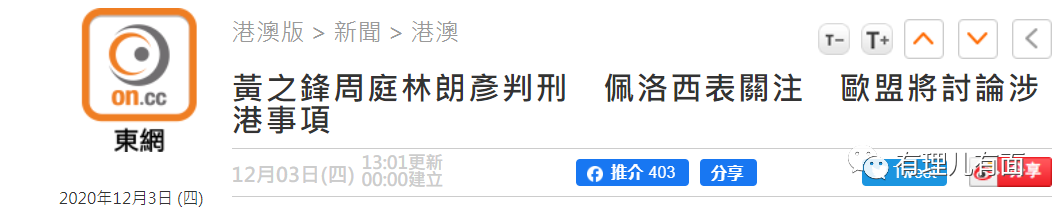 on.cc
東網
2020年12月3日 (四)
港澳版 > 新聞 > 港澳
T− T+
黃之鋒周庭林朗彥判刑 佩洛西表關注 歐盟將討論涉
港事項
12月03日(四) 13:01更新
00:00建立
推介 403 分享
有理儿有面
分享